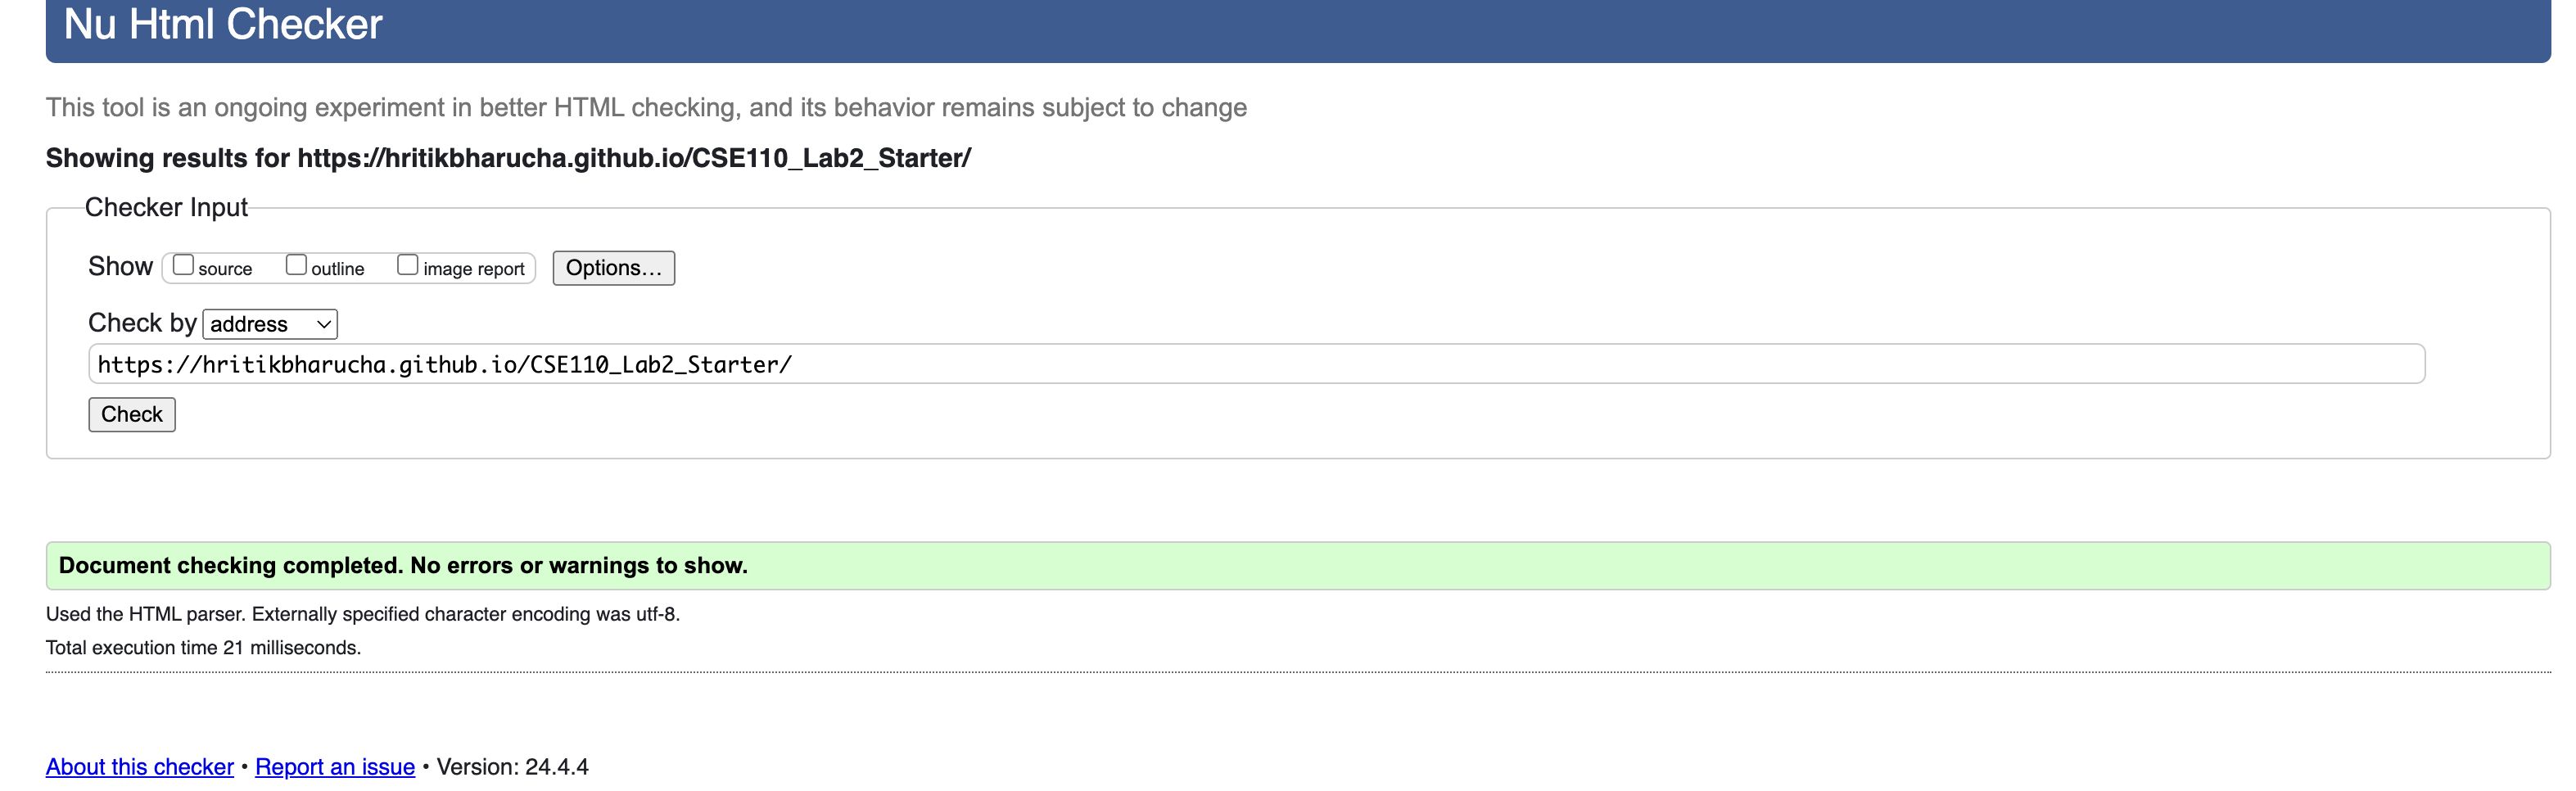 Nu Html Checker
This tool is an ongoing experiment in better HTML checking, and its behavior remains subject to change
Showing results for https://hritikbharucha.github.io/CSE110_Lab2_Starter/
Checker Input
Show source outline image report Options...
Check by address
https://hritikbharucha.github.io/CSE110_Lab2_Starter/
Check
Document checking completed. No errors or warnings to show.
Used the HTML parser. Externally specified character encoding was utf-8.
Total execution time 21 milliseconds.
About this checker • Report an issue • Version: 24.4.4